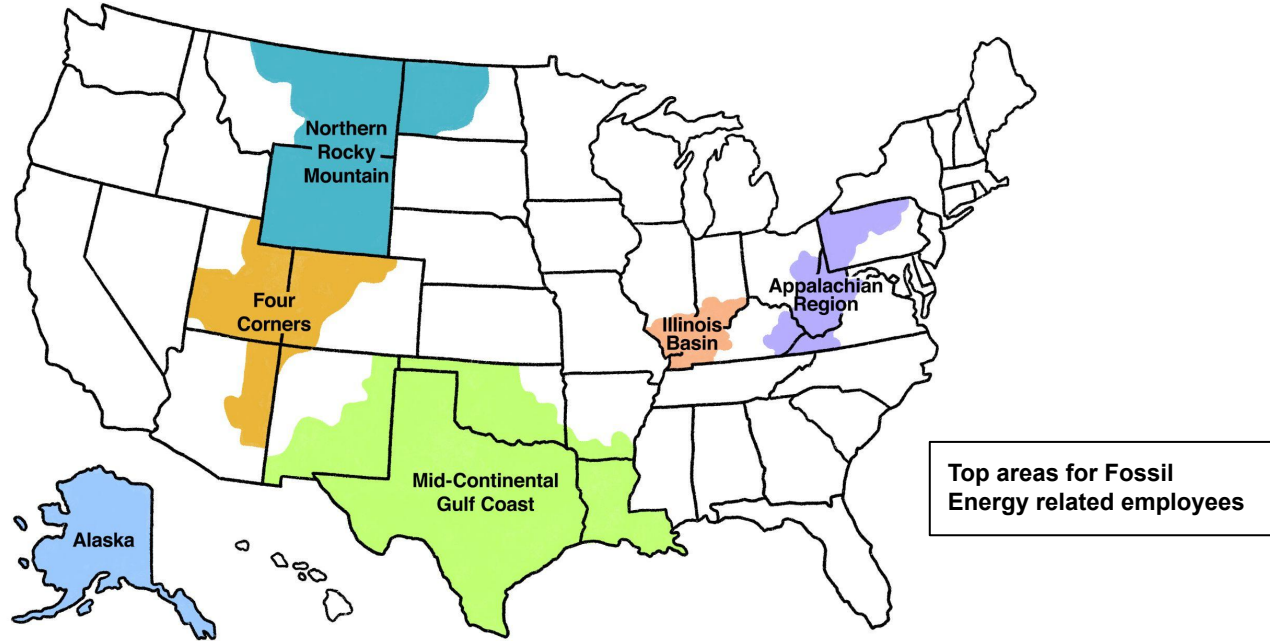 Northern
Rocky
Mountain
Four
Corners
Illinois
Basin
Appalachian
Region
Mid-Continental
Gulf Coast
Alaska
Top areas for Fossil
Energy related employees